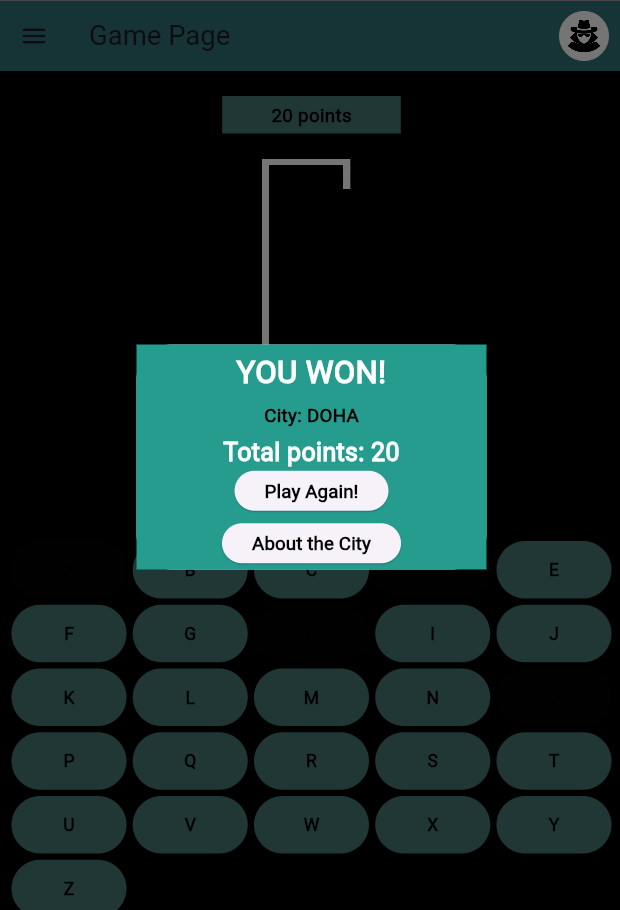 Game Page
20 points
YOU WON!
City: DOHA
Total points: 20
Play Again!
About the City
B C E
F G I J
K L M N
P Q R S T
U V W X Y
Z